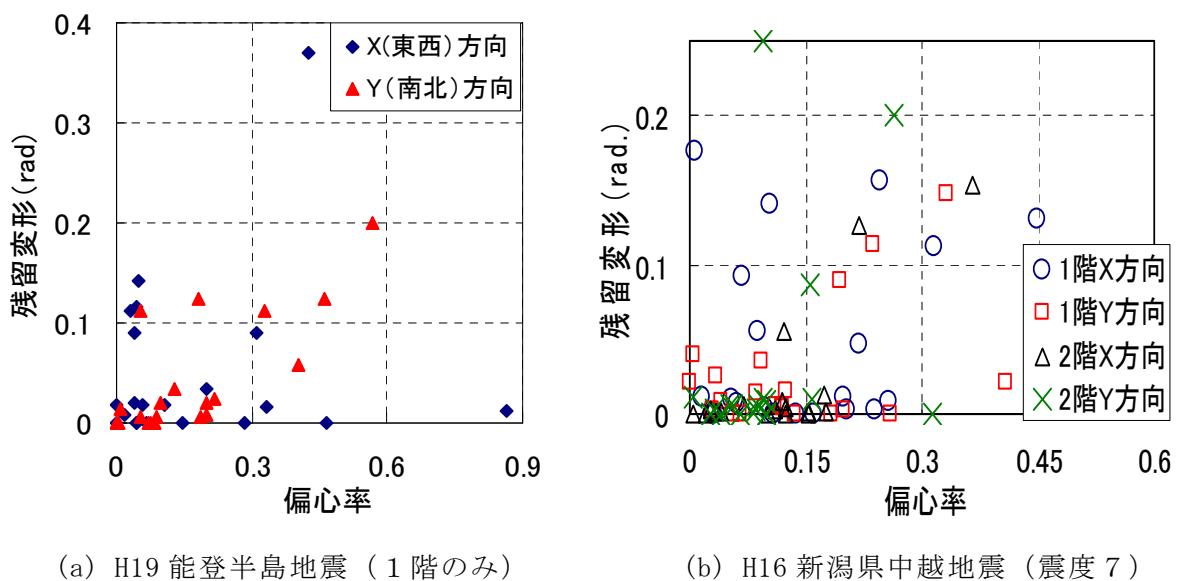 0.4
0.3
0.2
0.1
0
残留変形(rad)
X(東西)方向
Y(南北)方向
0 0.3 0.6 0.9
偏心率
(a) H19 能登半島地震（１階のみ）
0.2
0.1
0
残留変形(rad.)
1階X方向
1階Y方向
2階X方向
2階Y方向
0 0.15 0.3 0.45 0.6
偏心率
(b) H16 新潟県中越地震（震度７）